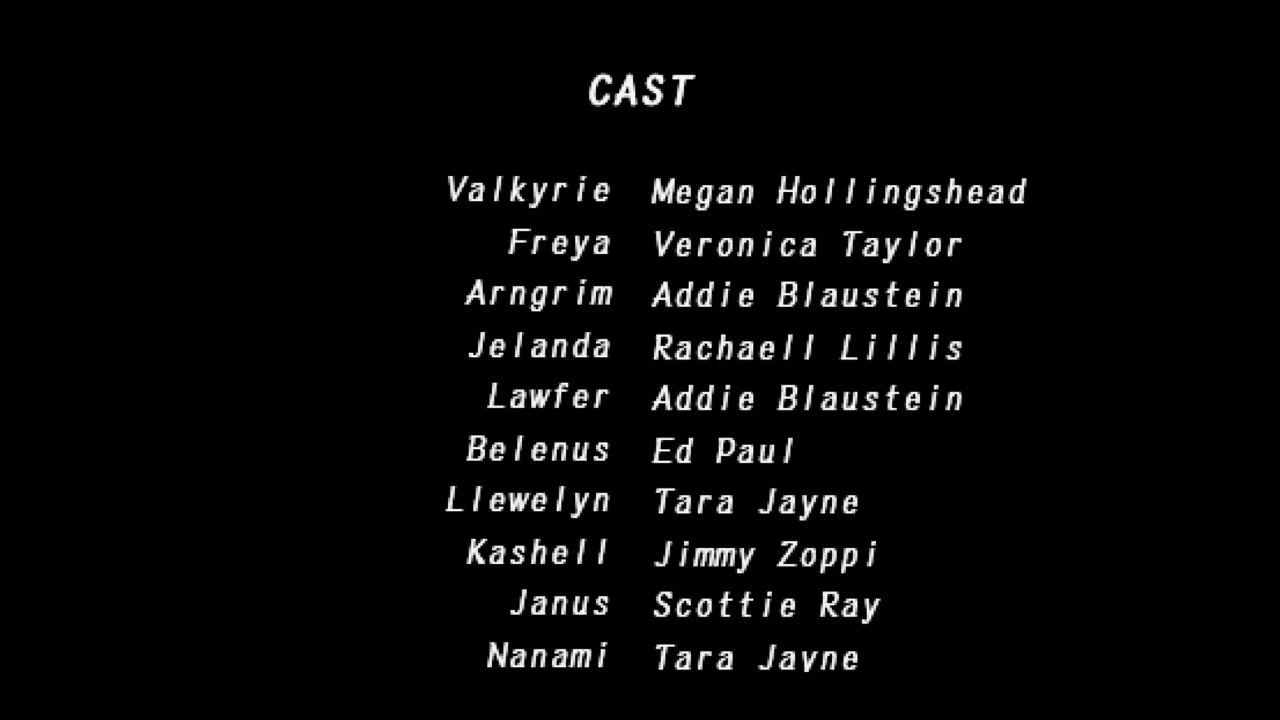 CAST
Valkyrie Megan Hollingshead
Freya Veronica Taylor
Arngrim Addie Blaustein
Jelanda Rachaell Lillis
Lawfer Addie Blaustein
Belenus Ed Paul
Llewelyn Tara Jayne
Kashell Jimmy Zoppi
Janus Scottie Ray
Nanami Tara Jayne